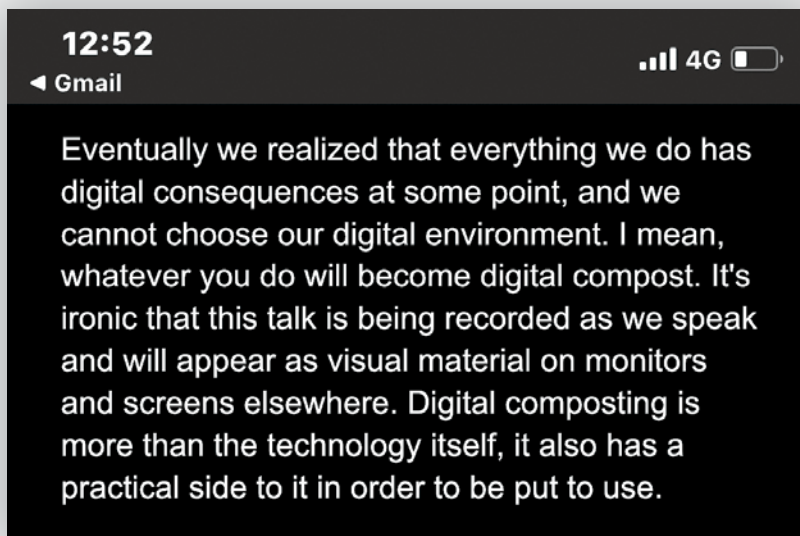 12:52
4G
◀ Gmail
Eventually we realized that everything we do has
digital consequences at some point, and we
cannot choose our digital environment. I mean,
whatever you do will become digital compost. It's
ironic that this talk is being recorded as we speak
and will appear as visual material on monitors
and screens elsewhere. Digital composting is
more than the technology itself, it also has a
practical side to it in order to be put to use.